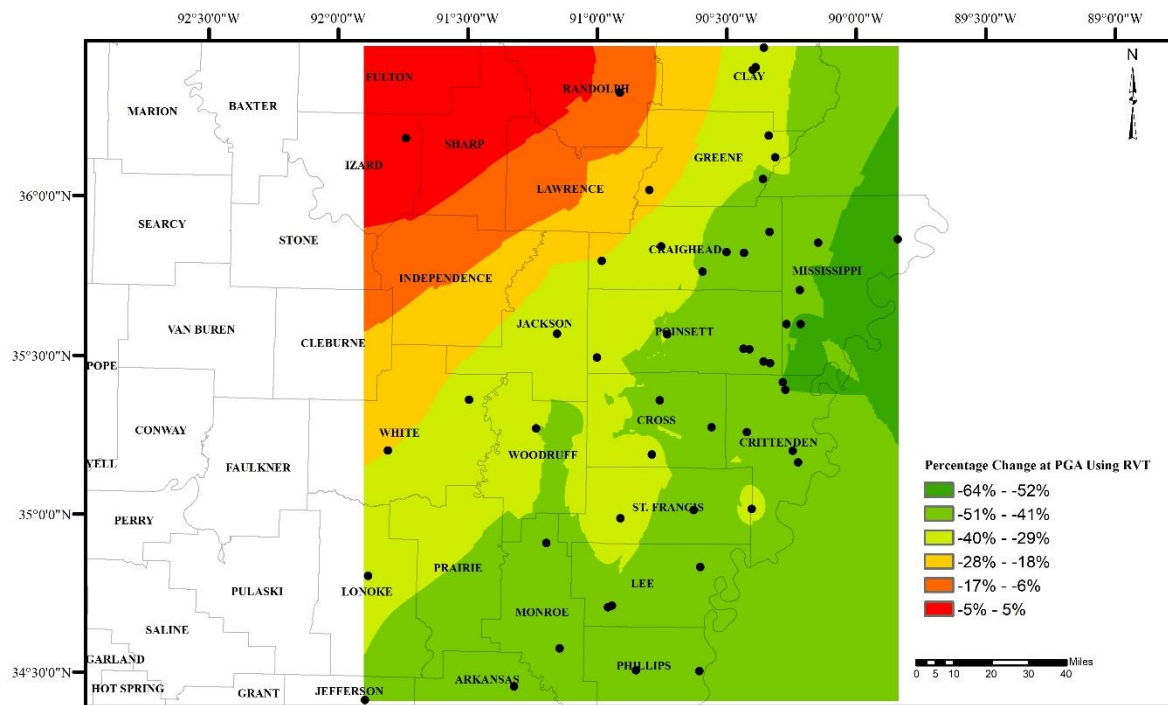 92°30'0"W 92°0'0"W 91°30'0"W 91°0'0"W 90°30'0"W 90°0'0"W 89°30'0"W 89°0'0"W
N
FULTON
RANDOLPH
CLAY
MARION
BAXTER
IZARD
SHARP
GREENE
36°0'0"N
LAWRENCE
SEARCY
STONE
CRAIGHEAD
MISSISSIPPI
INDEPENDENCE
VAN BUREN
CLEBURNE
JACKSON
POINSETT
35°30'0"N
POPE
CONWAY
WHITE
CROSS
CRITTENDEN
YELL
FAULKNER
WOODRUFF
35°0'0"N
PERRY
ST. FRANCIS
PULASKI
LONOKE
PRAIRIE
LEE
MONROE
SALINE
GARLAND
PHILLIPS
34°30'0"N
HOT SPRING
GRANT
JEFFERSON
ARKANSAS
Percentage Change at PGA Using RVT
-64% - -52%
-51% - -41%
-40% - -29%
-28% - -18%
-17% - -6%
-5% - 5%
Miles
0 5 10 20 30 40